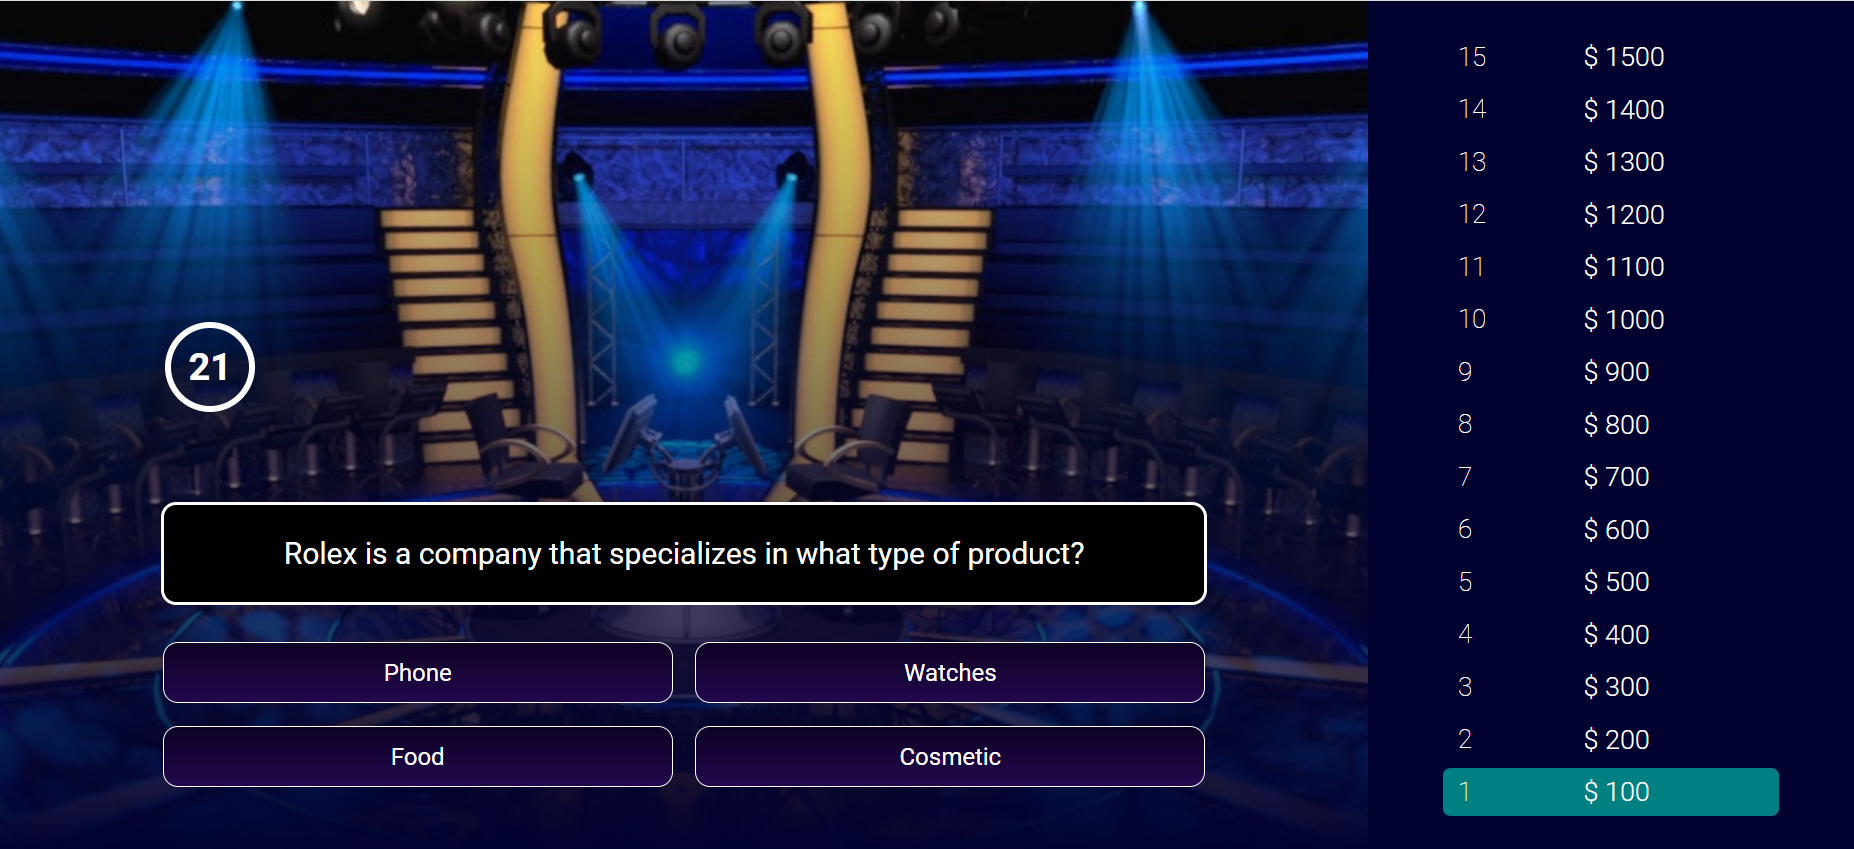 21
Rolex is a company that specializes in what type of product?
Phone
Watches
Food
Cosmetic
15 $ 1500
14 $ 1400
13 $ 1300
12 $ 1200
11 $ 1100
10 $ 1000
9 $ 900
8 $ 800
7 $ 700
6 $ 600
5 $ 500
4 $ 400
3 $ 300
2 $ 200
1 $ 100